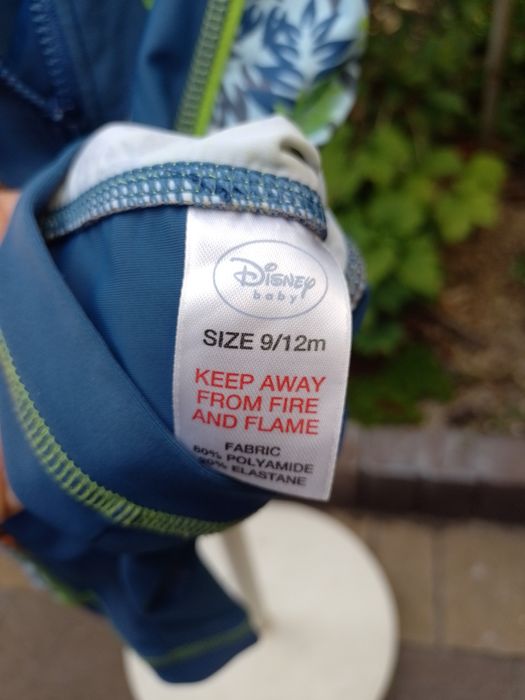 Disney
baby
SIZE 9/12m
KEEP AWAY
FROM FIRE
AND FLAME
FABRIC
POLYAMIDE
ELASTANE